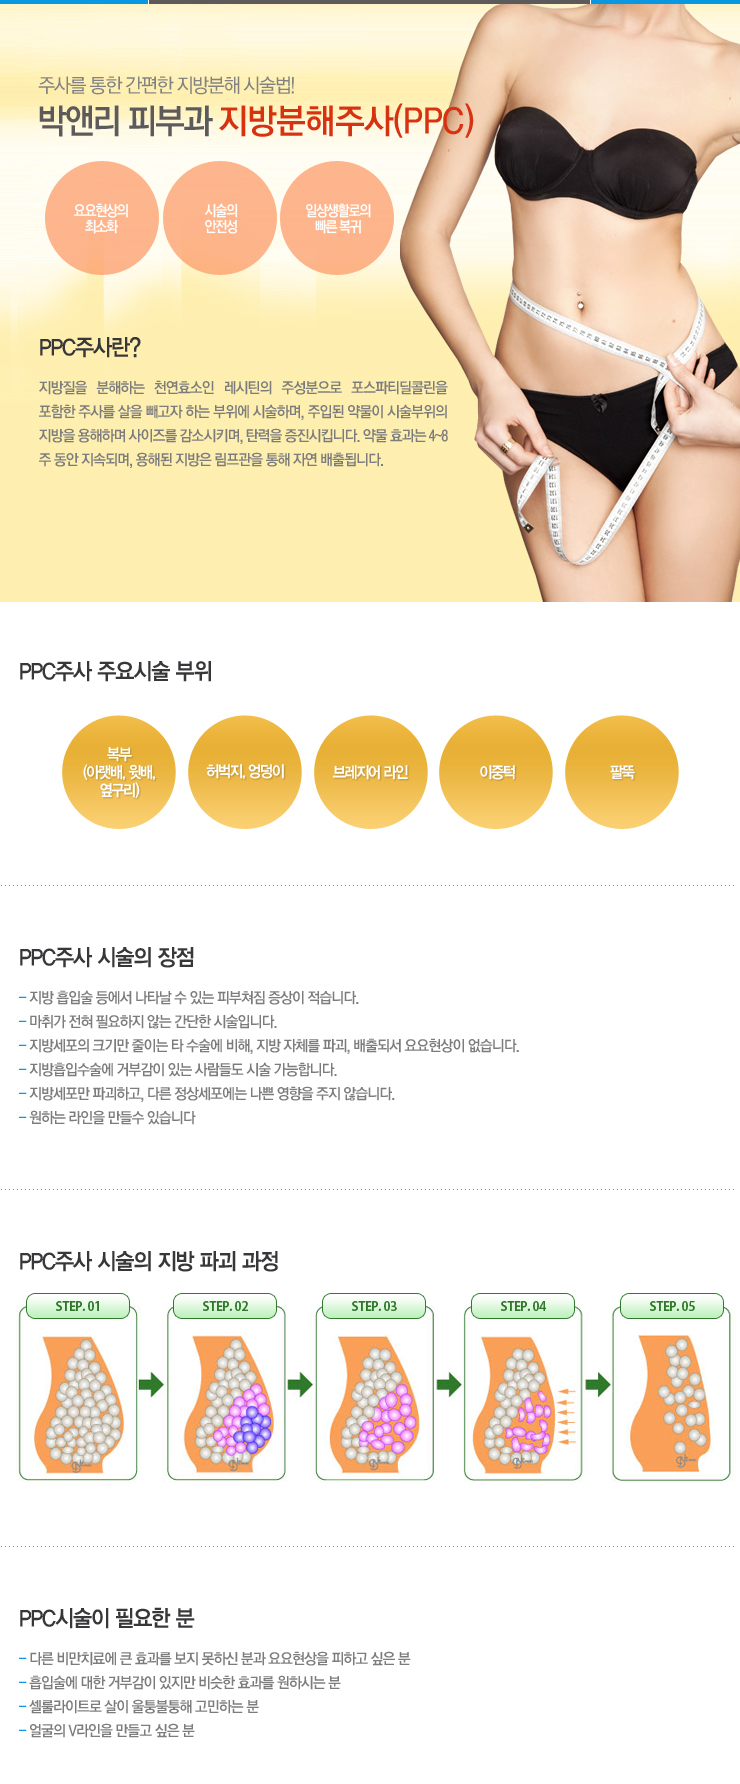 주사를 통한 간편한 지방분해 시술법!
박앤리 피부과 지방분해주사(PPC)
요요현상의
최소화
시술의
안전성
일상생활로의
빠른 복귀
PPC주사란?
지방질을 분해하는 천연효소인 레시틴의 주성분으로 포스파티딜콜린을
포함한 주사를 살을 빼고자 하는 부위에 시술하며, 주입된 약물이 시술부위의
지방을 용해하며 사이즈를 감소시키며, 탄력을 증진시킵니다. 약물 효과는 4~8
주 동안 지속되며, 용해된 지방은 림프관을 통해 자연 배출됩니다.
PPC주사 주요시술 부위
복부
(아랫배, 윗배,
옆구리)
허벅지, 엉덩이
브레지어 라인
이중턱
팔뚝
PPC주사 시술의 장점
- 지방 흡입술 등에서 나타날 수 있는 피부쳐짐 증상이 적습니다.
- 마취가 전혀 필요하지 않는 간단한 시술입니다.
- 지방세포의 크기만 줄이는 타 수술에 비해, 지방 자체를 파괴, 배출되서 요요현상이 없습니다.
- 지방흡입수술에 거부감이 있는 사람들도 시술 가능합니다.
- 지방세포만 파괴하고, 다른 정상세포에는 나쁜 영향을 주지 않습니다.
- 원하는 라인을 만들수 있습니다
PPC주사 시술의 지방 파괴 과정
STEP. 01
STEP. 02
STEP. 03
STEP. 04
STEP. 05
PPC시술이 필요한 분
- 다른 비만치료에 큰 효과를 보지 못하신 분과 요요현상을 피하고 싶은 분
- 흡입술에 대한 거부감이 있지만 비슷한 효과를 원하시는 분
- 셀룰라이트로 살이 울퉁불퉁해 고민하는 분
- 얼굴의 V라인을 만들고 싶은 분